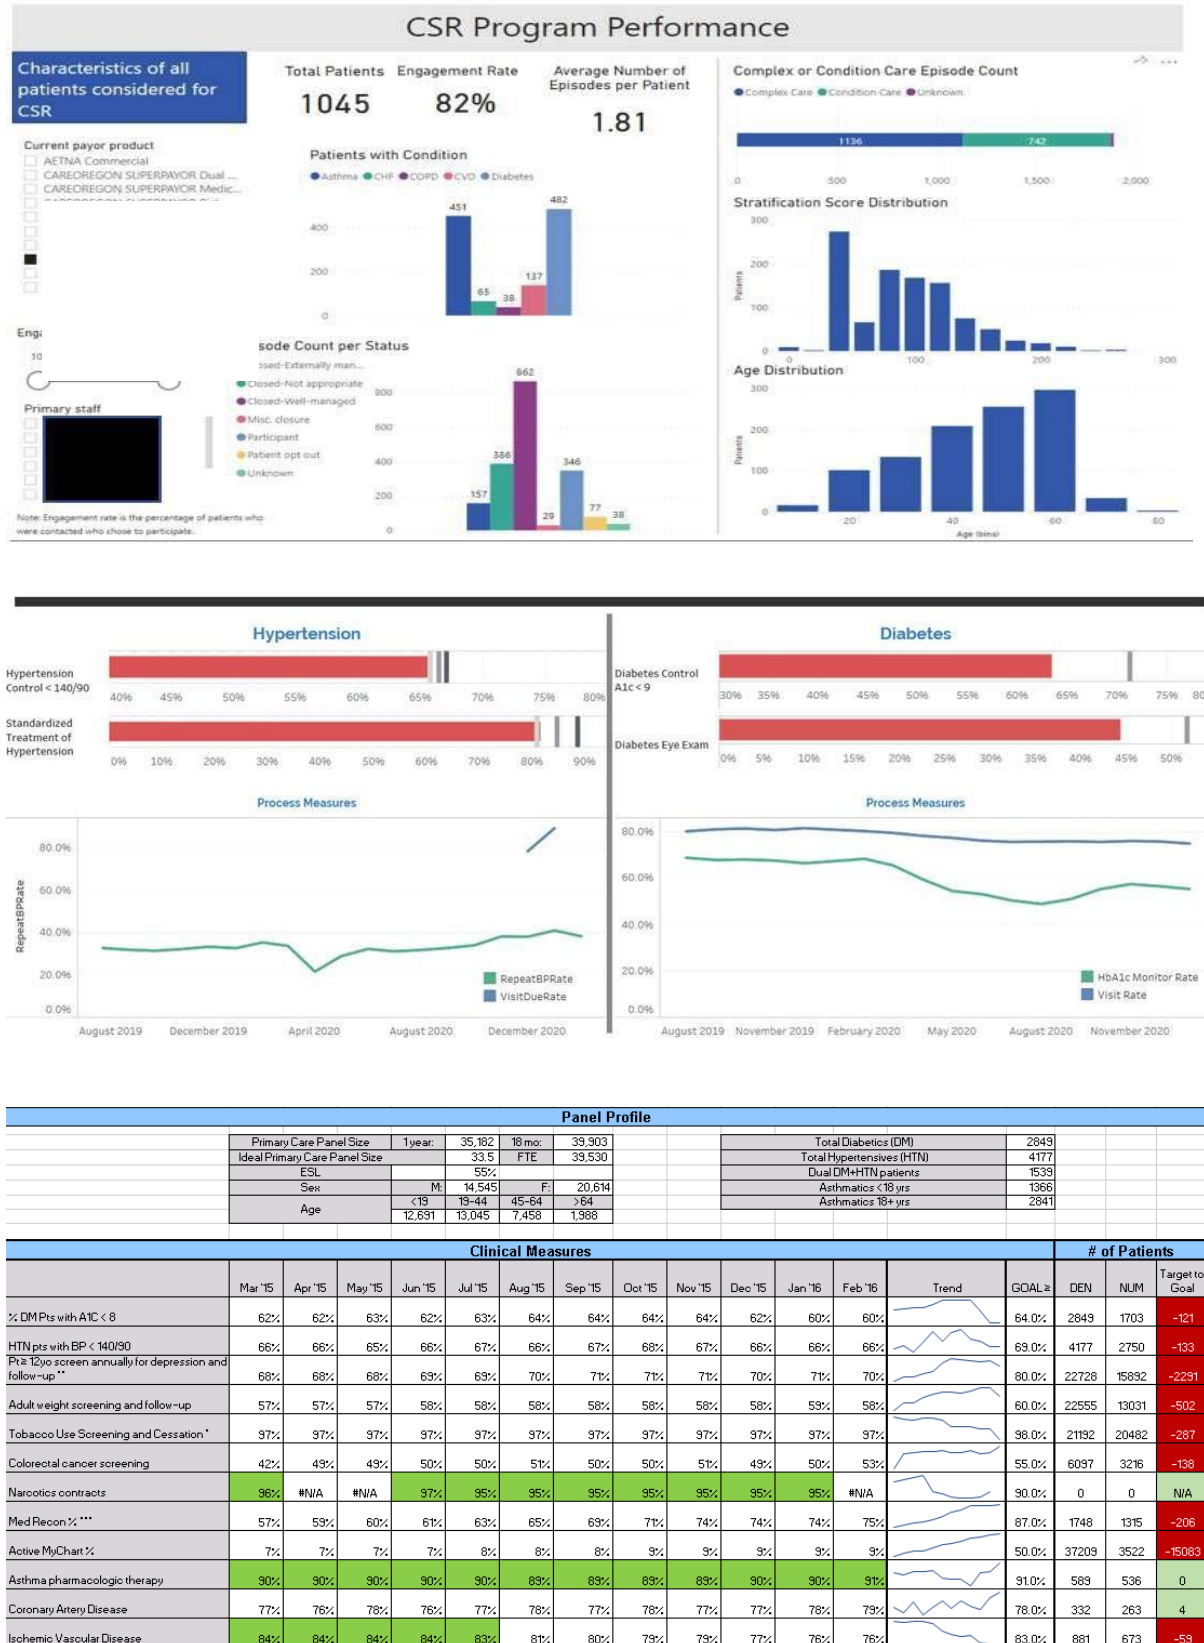 CSR Program Performance
Characteristics of all
patients considered for
CSR
Total Patients
1045
Engagement Rate
82%
Average Number of
Episodes per Patient
1.81
Current payor product
AETNA Commercial
CAREOREGON SUPERPAYOR Dual ...
CAREOREGON SUPERPAYOR Medic...
Patients with Condition
Asthma CHF COPD CVD Diabetes
451 65 38 137 482
400
200
0
Enga
10
Primary staff
Note: Engagement rate is the percentage of patients who
were contacted who chose to participate.
sode Count per Status
osed-Externally man...
Closed-Not appropriate
Closed-Well-managed
Misc. closure
Participant
Patient opt out
Unknown
800
600
400
200
0
157 386 862 29 346 77 38
Complex or Condition Care Episode Count
Complex Care Condition Care Unknown
1136 742
0 500 1,000 1,500 2,000
Stratification Score Distribution
300
200
100
0
Patients
0 100 200 300
Age Distribution
300
200
100
0
Patients
20 40 60 80
Age (bins)
Hypertension
Hypertension
Control < 140/90
40% 45% 50% 55% 60% 65% 70% 75% 80%
Standardized
Treatment of
Hypertension
0% 10% 20% 30% 40% 50% 60% 70% 80% 90%
Process Measures
80.0%
60.0%
40.0%
20.0%
0.0%
RepeatBPRate
RepeatBPRate
VisitDueRate
August 2019 December 2019 April 2020 August 2020 December 2020
Diabetes
Diabetes Control
A1c < 9
30% 35% 40% 45% 50% 55% 60% 65% 70% 75% 80
Diabetes Eye Exam
0% 5% 10% 15% 20% 25% 30% 35% 40% 45% 50%
Process Measures
80.0%
60.0%
40.0%
20.0%
0.0%
HbA1c Monitor Rate
Visit Rate
August 2019 November 2019 February 2020 May 2020 August 2020 November 2020
Panel Profile
Primary Care Panel Size 1 year: 35,182 18 mo: 39,903
Ideal Primary Care Panel Size 33.5 FTE 39,530
ESL 55%
Sex M: 14,545 F: 20,614
Age <19 19-44 45-64 >64
12,691 13,045 7,458 1,988
Total Diabetics (DM) 2849
Total Hypertensives (HTN) 4177
Dual DM+HTN patients 1539
Asthmatics <18 yrs 1366
Asthmatics 18+ yrs 2841
Clinical Measures # of Patients
Mar '15 Apr '15 May '15 Jun '15 Jul '15 Aug '15 Sep '15 Oct '15 Nov '15 Dec '15 Jan '16 Feb '16 Trend GOAL≥ DEN NUM Target to
Goal
% DM Pts with A1C < 8 62% 62% 63% 62% 63% 64% 64% 64% 64% 62% 60% 60% 64.0% 2849 1703 -121
HTN pts with BP < 140/90 66% 66% 65% 66% 67% 66% 67% 68% 67% 66% 66% 66% 69.0% 4177 2750 -133
Pt ≥ 12yo screen annually for depression and
follow-up ** 68% 68% 68% 69% 69% 70% 71% 71% 71% 70% 71% 70% 80.0% 22728 15892 -2291
Adult weight screening and follow-up 57% 57% 57% 58% 58% 58% 58% 58% 58% 58% 59% 58% 60.0% 22555 13031 -502
Tobacco Use Screening and Cessation * 97% 97% 97% 97% 97% 97% 97% 97% 97% 97% 97% 97% 98.0% 21192 20482 -287
Colorectal cancer screening 42% 49% 49% 50% 50% 51% 50% 50% 51% 49% 50% 53% 55.0% 6097 3216 -138
Narcotics contracts 96% #N/A #N/A 97% 95% 95% 95% 95% 95% 95% 95% #N/A 90.0% 0 0 N/A
Med Recon % *** 57% 59% 60% 61% 63% 65% 69% 71% 74% 74% 74% 75% 87.0% 1748 1315 -206
Active MyChart % 7% 7% 7% 7% 8% 8% 8% 9% 9% 9% 9% 9% 50.0% 37209 3522 -15083
Asthma pharmacologic therapy 90% 90% 90% 90% 90% 89% 89% 89% 89% 90% 90% 91% 91.0% 589 536 0
Coronary Artery Disease 77% 76% 78% 76% 77% 78% 77% 78% 77% 77% 78% 79% 78.0% 332 263 4
Ischemic Vascular Disease 84% 84% 84% 84% 83% 81% 80% 79% 79% 77% 76% 76% 83.0% 881 673 -59